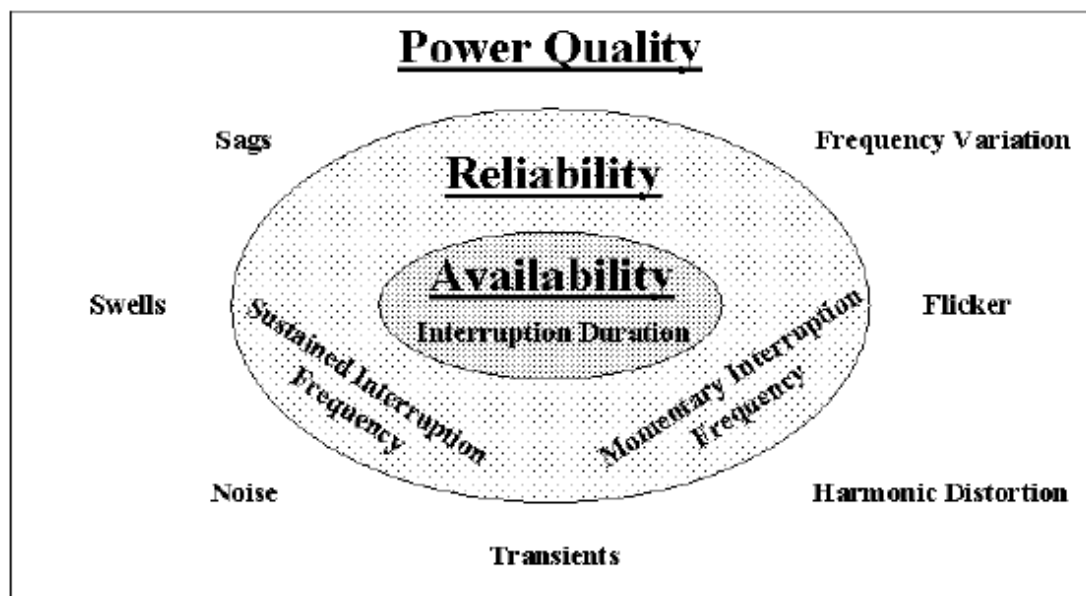 Power Quality
Sags
Frequency Variation
Reliability
Availability
Interruption Duration
Swells
Flicker
Sustained Interruption
Frequency
Momentary Interruption
Frequency
Noise
Harmonic Distortion
Transients